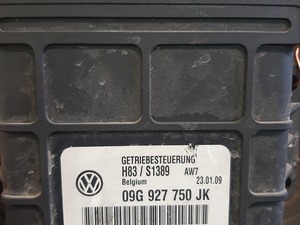 GETRIEBESTEUERUNG
H83 / S1389 AW7
Belgium 23.01.09
09G 927 750 JK